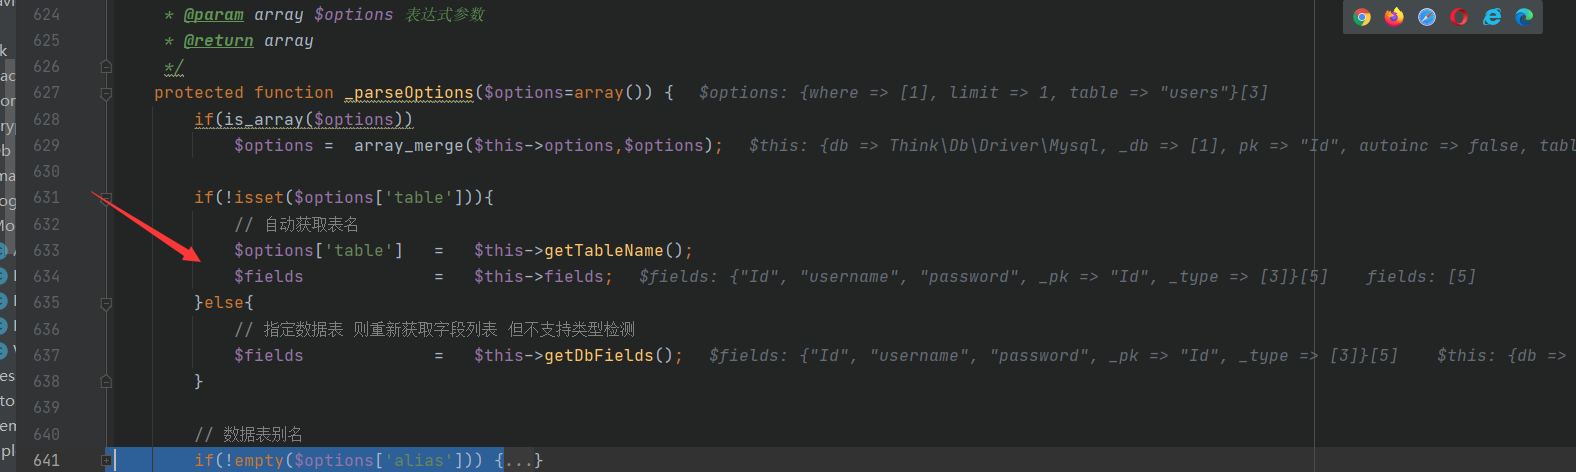 624 * @param array $options 表达式参数
625 * @return array
626 */
627 protected function _parseOptions($options=array()) { $options: {where => [1], limit => 1, table => "users"}[3]
628 if(is_array($options))
629 $options = array_merge($this->options,$options); $this: {db => Think\Db\Driver\Mysql, _db => [1], pk => "Id", autoinc => false, tabl
630
631 if(!isset($options['table'])){
632 // 自动获取表名
633 $options['table'] = $this->getTableName();
634 $fields = $this->fields; $fields: {"Id", "username", "password", _pk => "Id", _type => [3]}[5] fields: [5]
635 }else{
636 // 指定数据表 则重新获取字段列表 但不支持类型检测
637 $fields = $this->getDbFields(); $fields: {"Id", "username", "password", _pk => "Id", _type => [3]}[5] $this: {db =>
638 }
639
640 // 数据表别名
641 if(!empty($options['alias'])) {...}